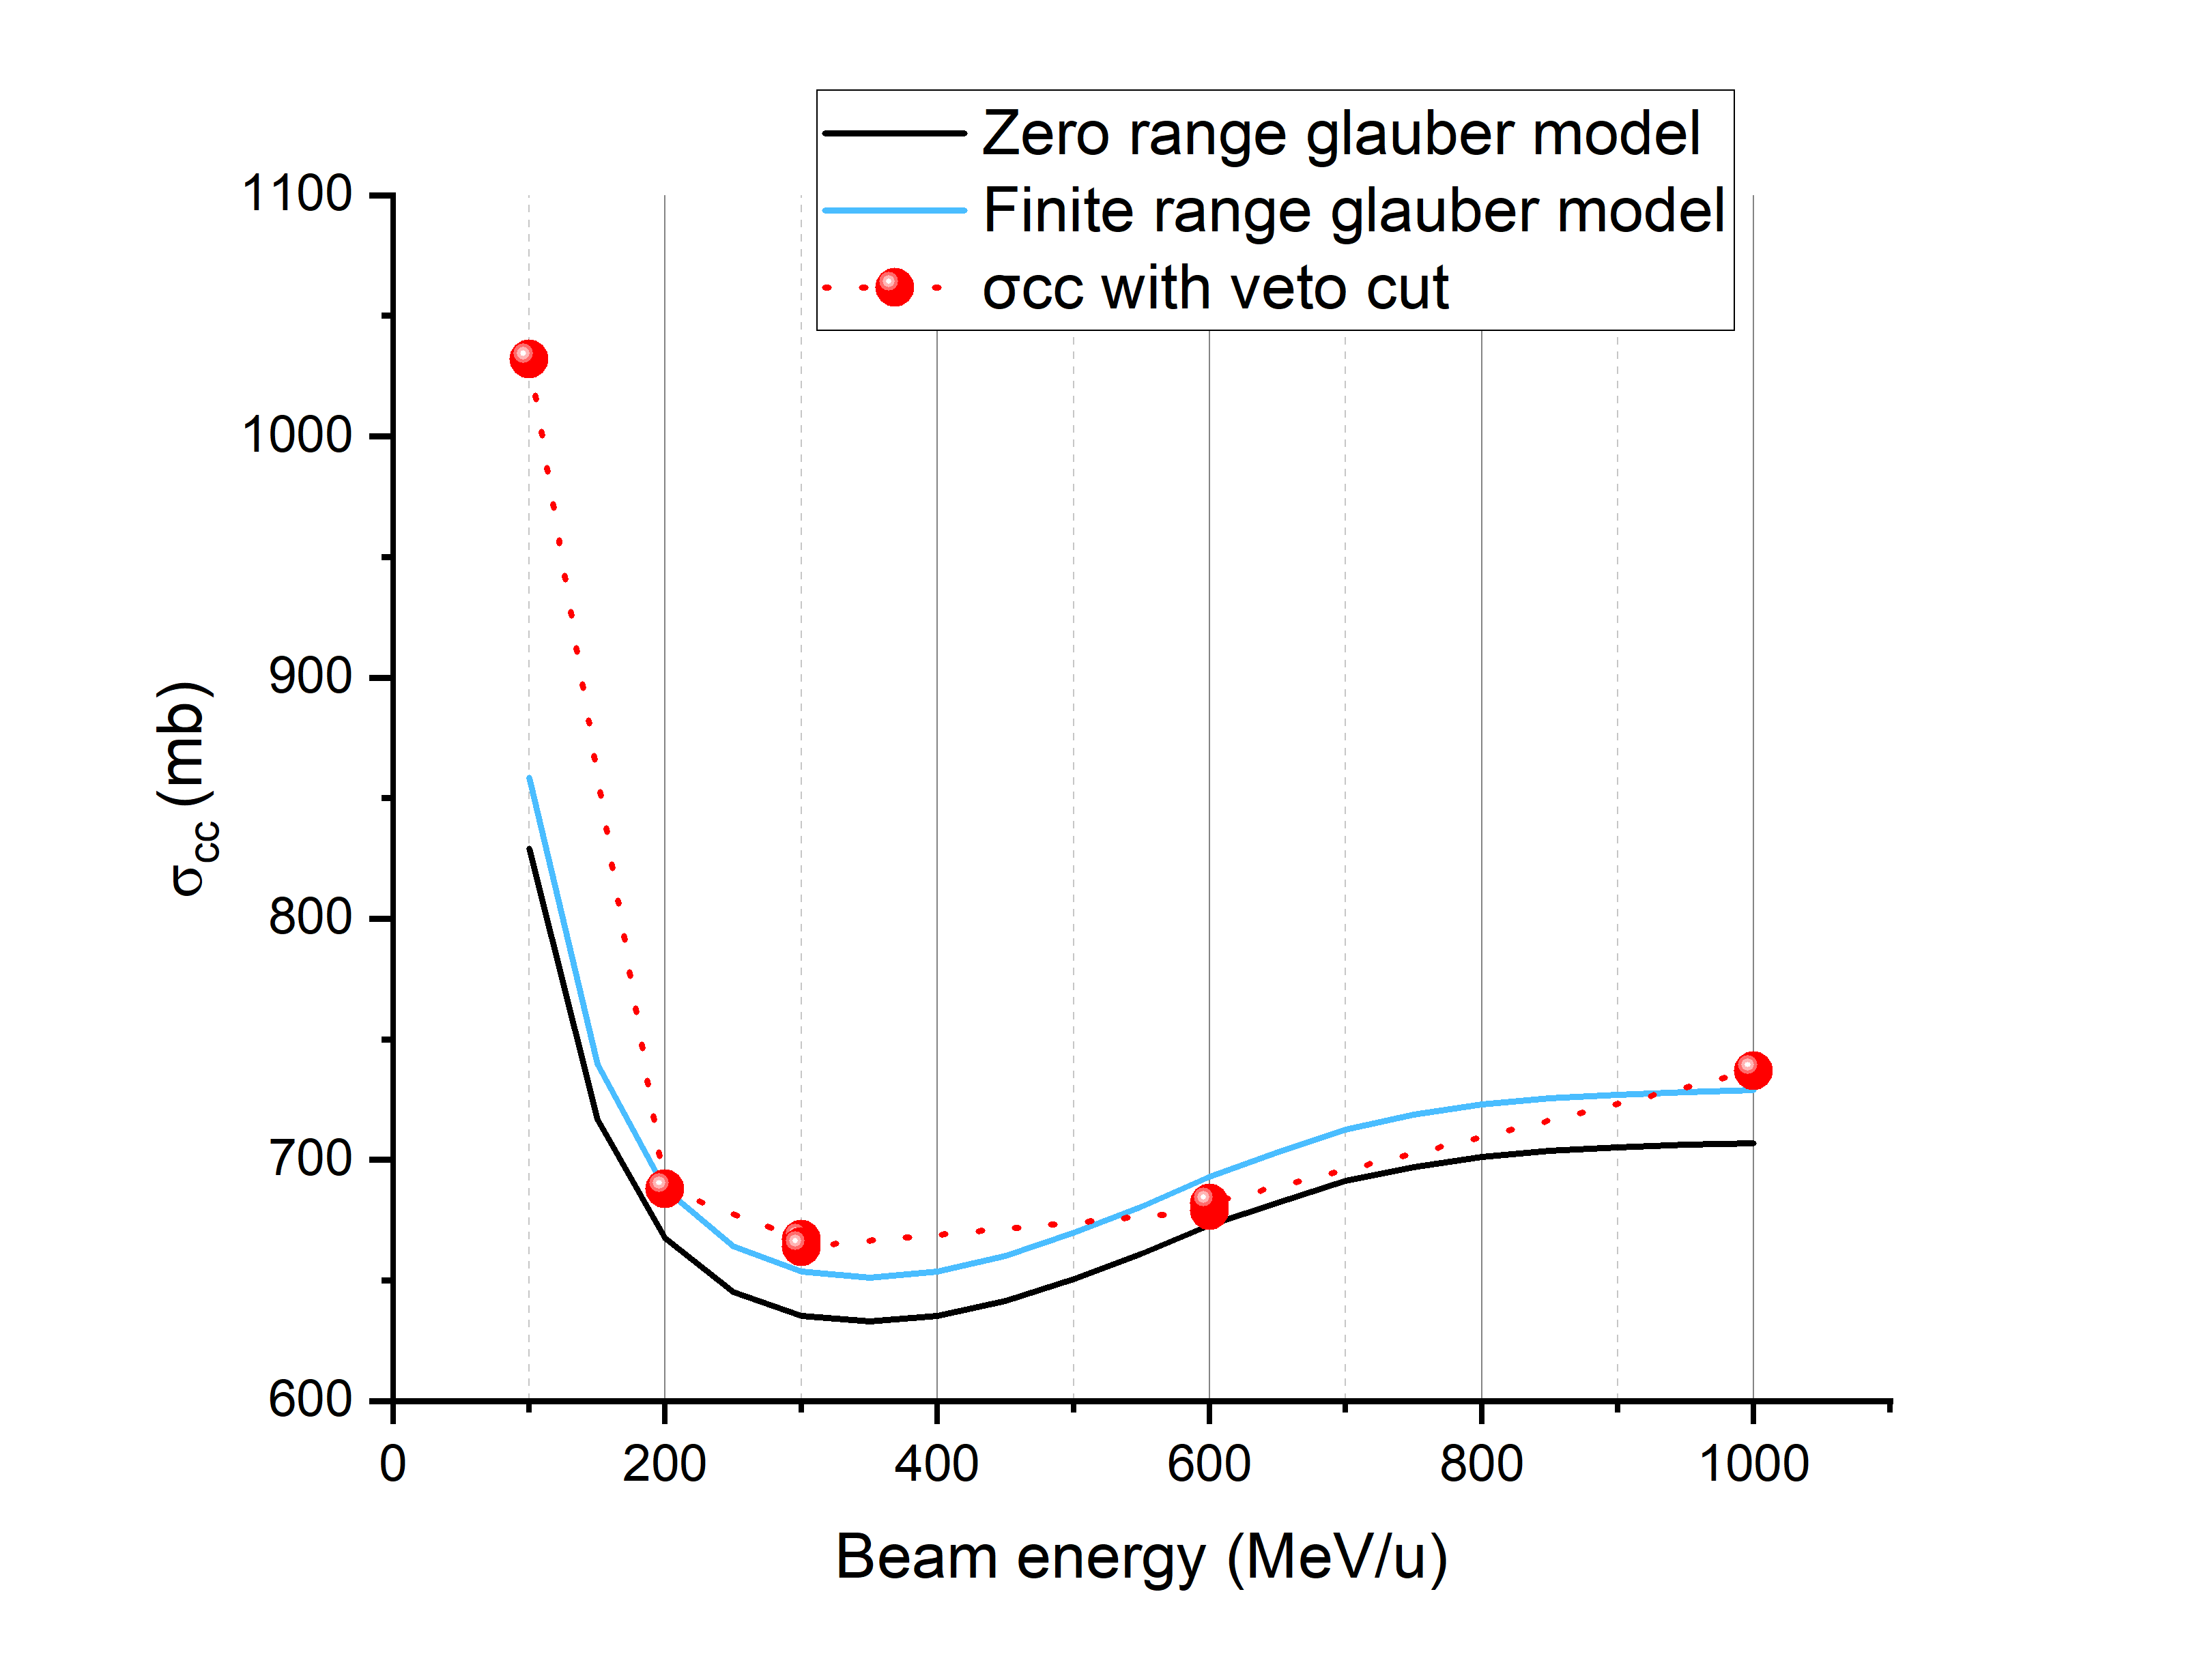 Zero range glauber model
Finite range glauber model
σcc with veto cut
1100
1000
900
800
700
600
σcc (mb)
0 200 400 600 800 1000
Beam energy (MeV/u)